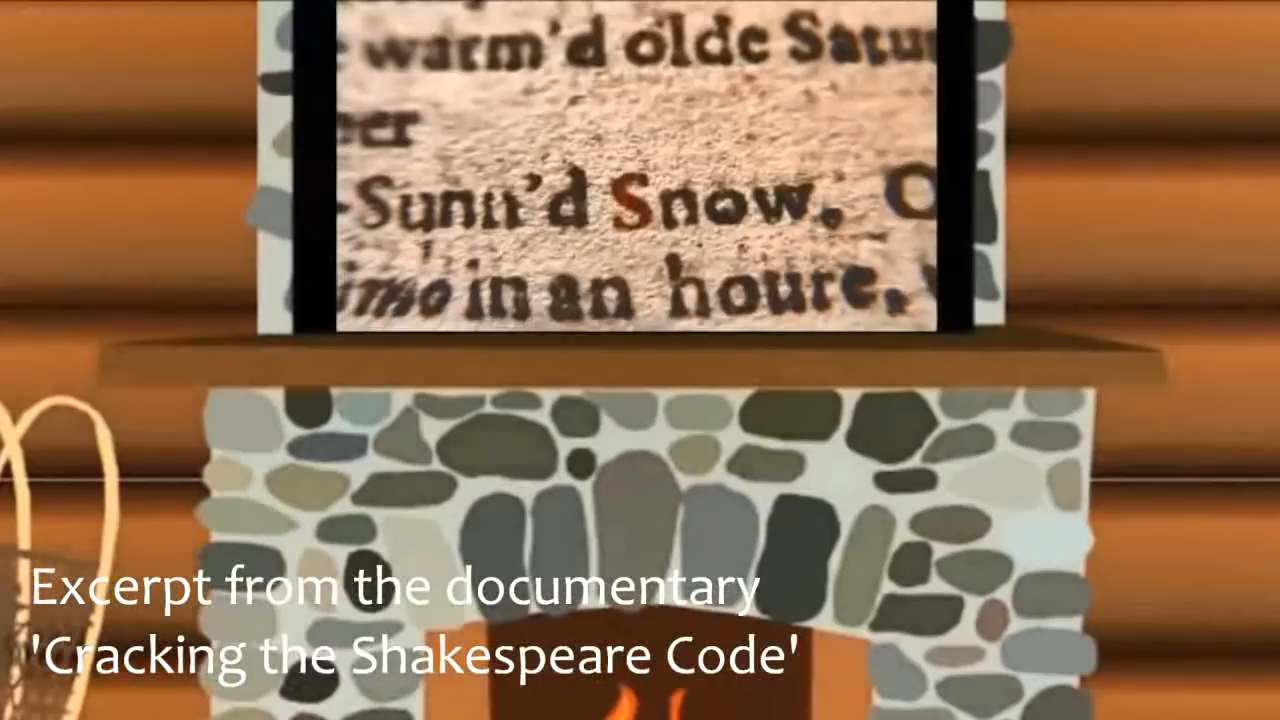 warm'd olde Satu
er
-Sunn'd Snow. O
imo in an houre,
Excerpt from the documentary
'Cracking the Shakespeare Code'